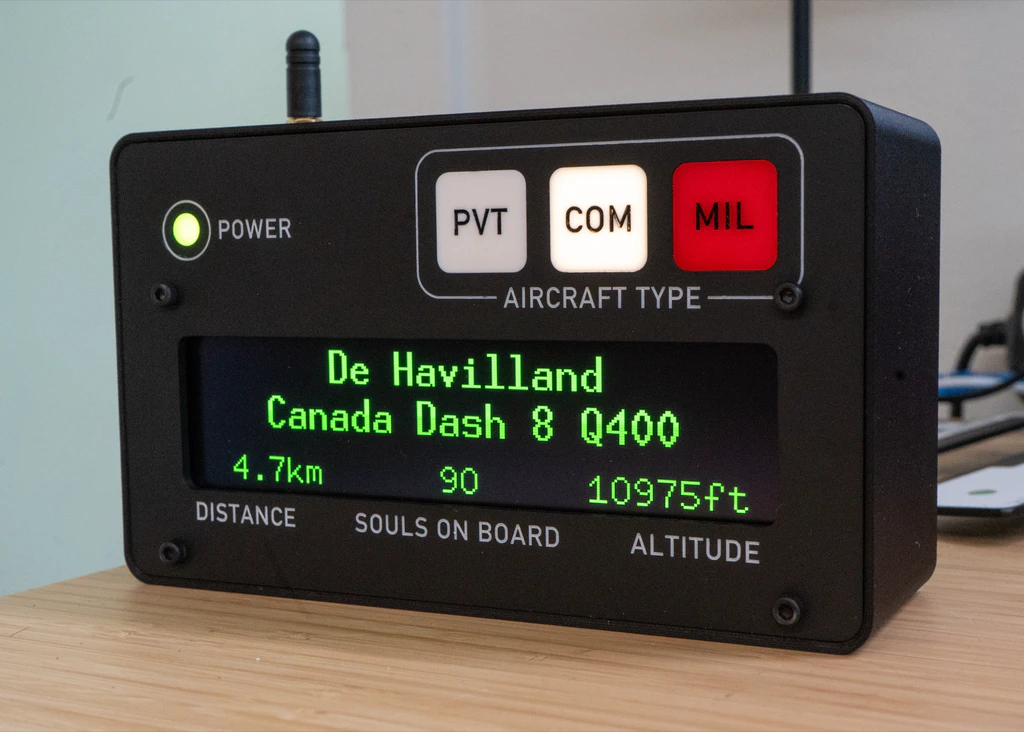 POWER
PVT COM MIL
AIRCRAFT TYPE
De Havilland
Canada Dash 8 Q400
4.7km 90 10975ft
DISTANCE SOULS ON BOARD ALTITUDE